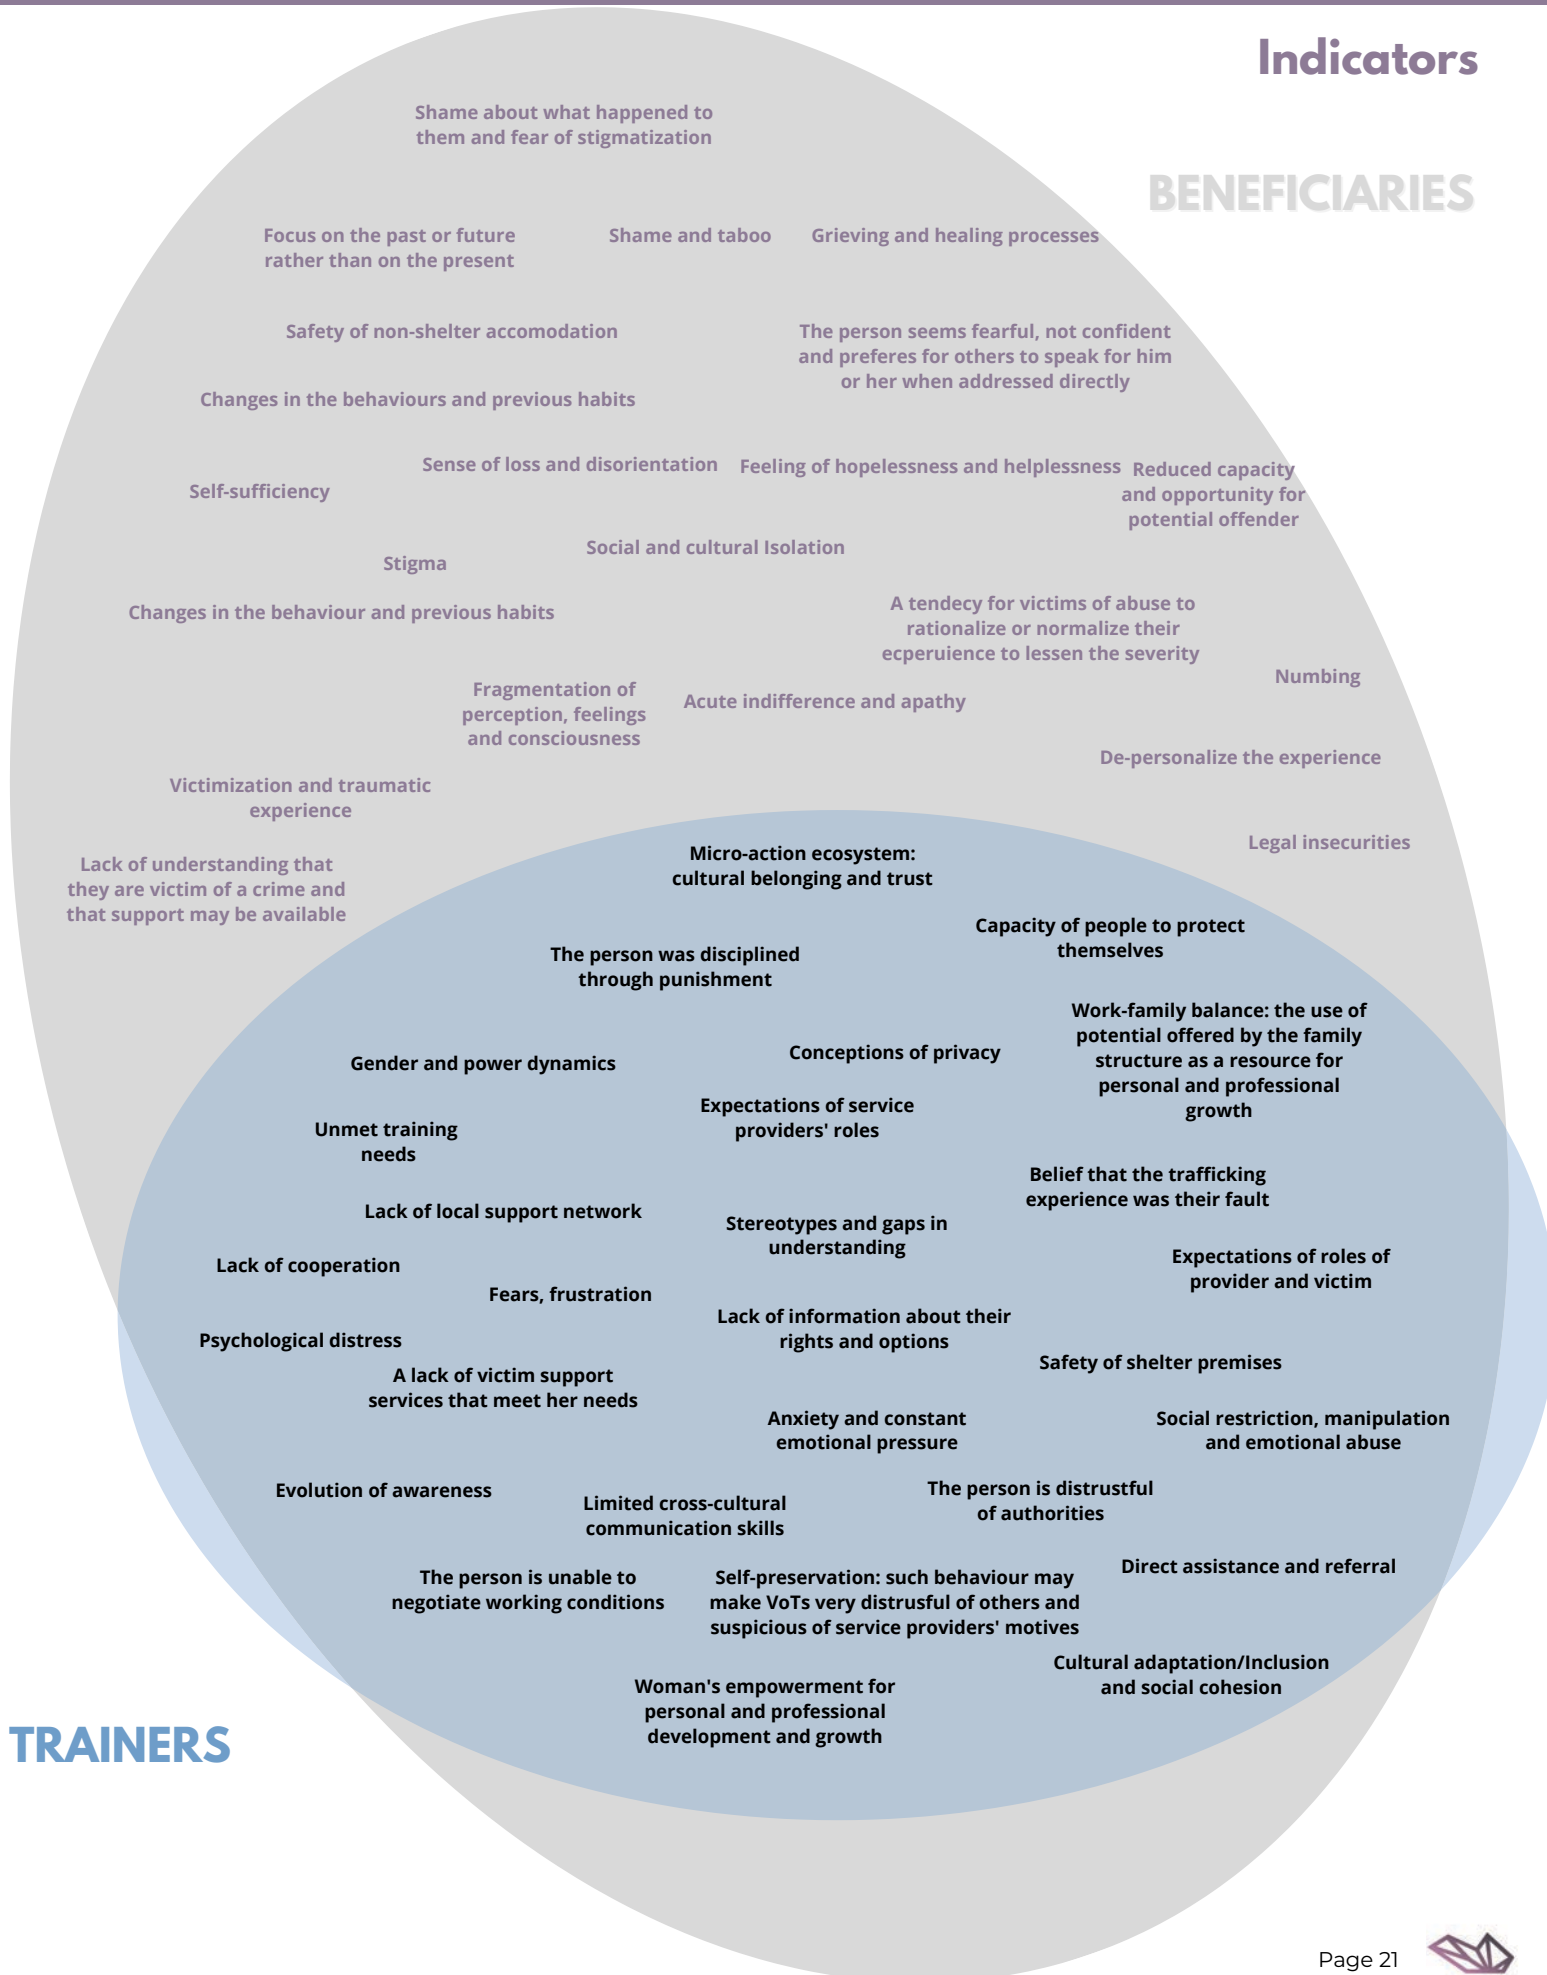 Indicators
BENEFICIARIES
Shame about what happened to
them and fear of stigmatization
Focus on the past or future
rather than on the present
Shame and taboo
Grieving and healing processes
Safety of non-shelter accomodation
The person seems fearful, not confident
and preferes for others to speak for him
or her when addressed directly
Changes in the behaviours and previous habits
Sense of loss and disorientation
Feeling of hopelessness and helplessness
Reduced capacity
and opportunity for
potential offender
Self-sufficiency
Social and cultural Isolation
Stigma
Changes in the behaviour and previous habits
A tendecy for victims of abuse to
rationalize or normalize their
ecperuience to lessen the severity
Numbing
Fragmentation of
perception, feelings
and consciousness
Acute indifference and apathy
De-personalize the experience
Victimization and traumatic
experience
Legal insecurities
Lack of understanding that
they are victim of a crime and
that support may be available
Micro-action ecosystem:
cultural belonging and trust
Capacity of people to protect
themselves
The person was disciplined
through punishment
Work-family balance: the use of
potential offered by the family
structure as a resource for
personal and professional
growth
Conceptions of privacy
Gender and power dynamics
Expectations of service
providers' roles
Unmet training
needs
Belief that the trafficking
experience was their fault
Lack of local support network
Stereotypes and gaps in
understanding
Lack of cooperation
Expectations of roles of
provider and victim
Fears, frustration
Lack of information about their
rights and options
Psychological distress
Safety of shelter premises
A lack of victim support
services that meet her needs
Anxiety and constant
emotional pressure
Social restriction, manipulation
and emotional abuse
Evolution of awareness
Limited cross-cultural
communication skills
The person is distrustful
of authorities
Direct assistance and referral
The person is unable to
negotiate working conditions
Self-preservation: such behaviour may
make VoTs very distrusful of others and
suspicious of service providers' motives
Cultural adaptation/Inclusion
and social cohesion
Woman's empowerment for
personal and professional
development and growth
TRAINERS
Page 21